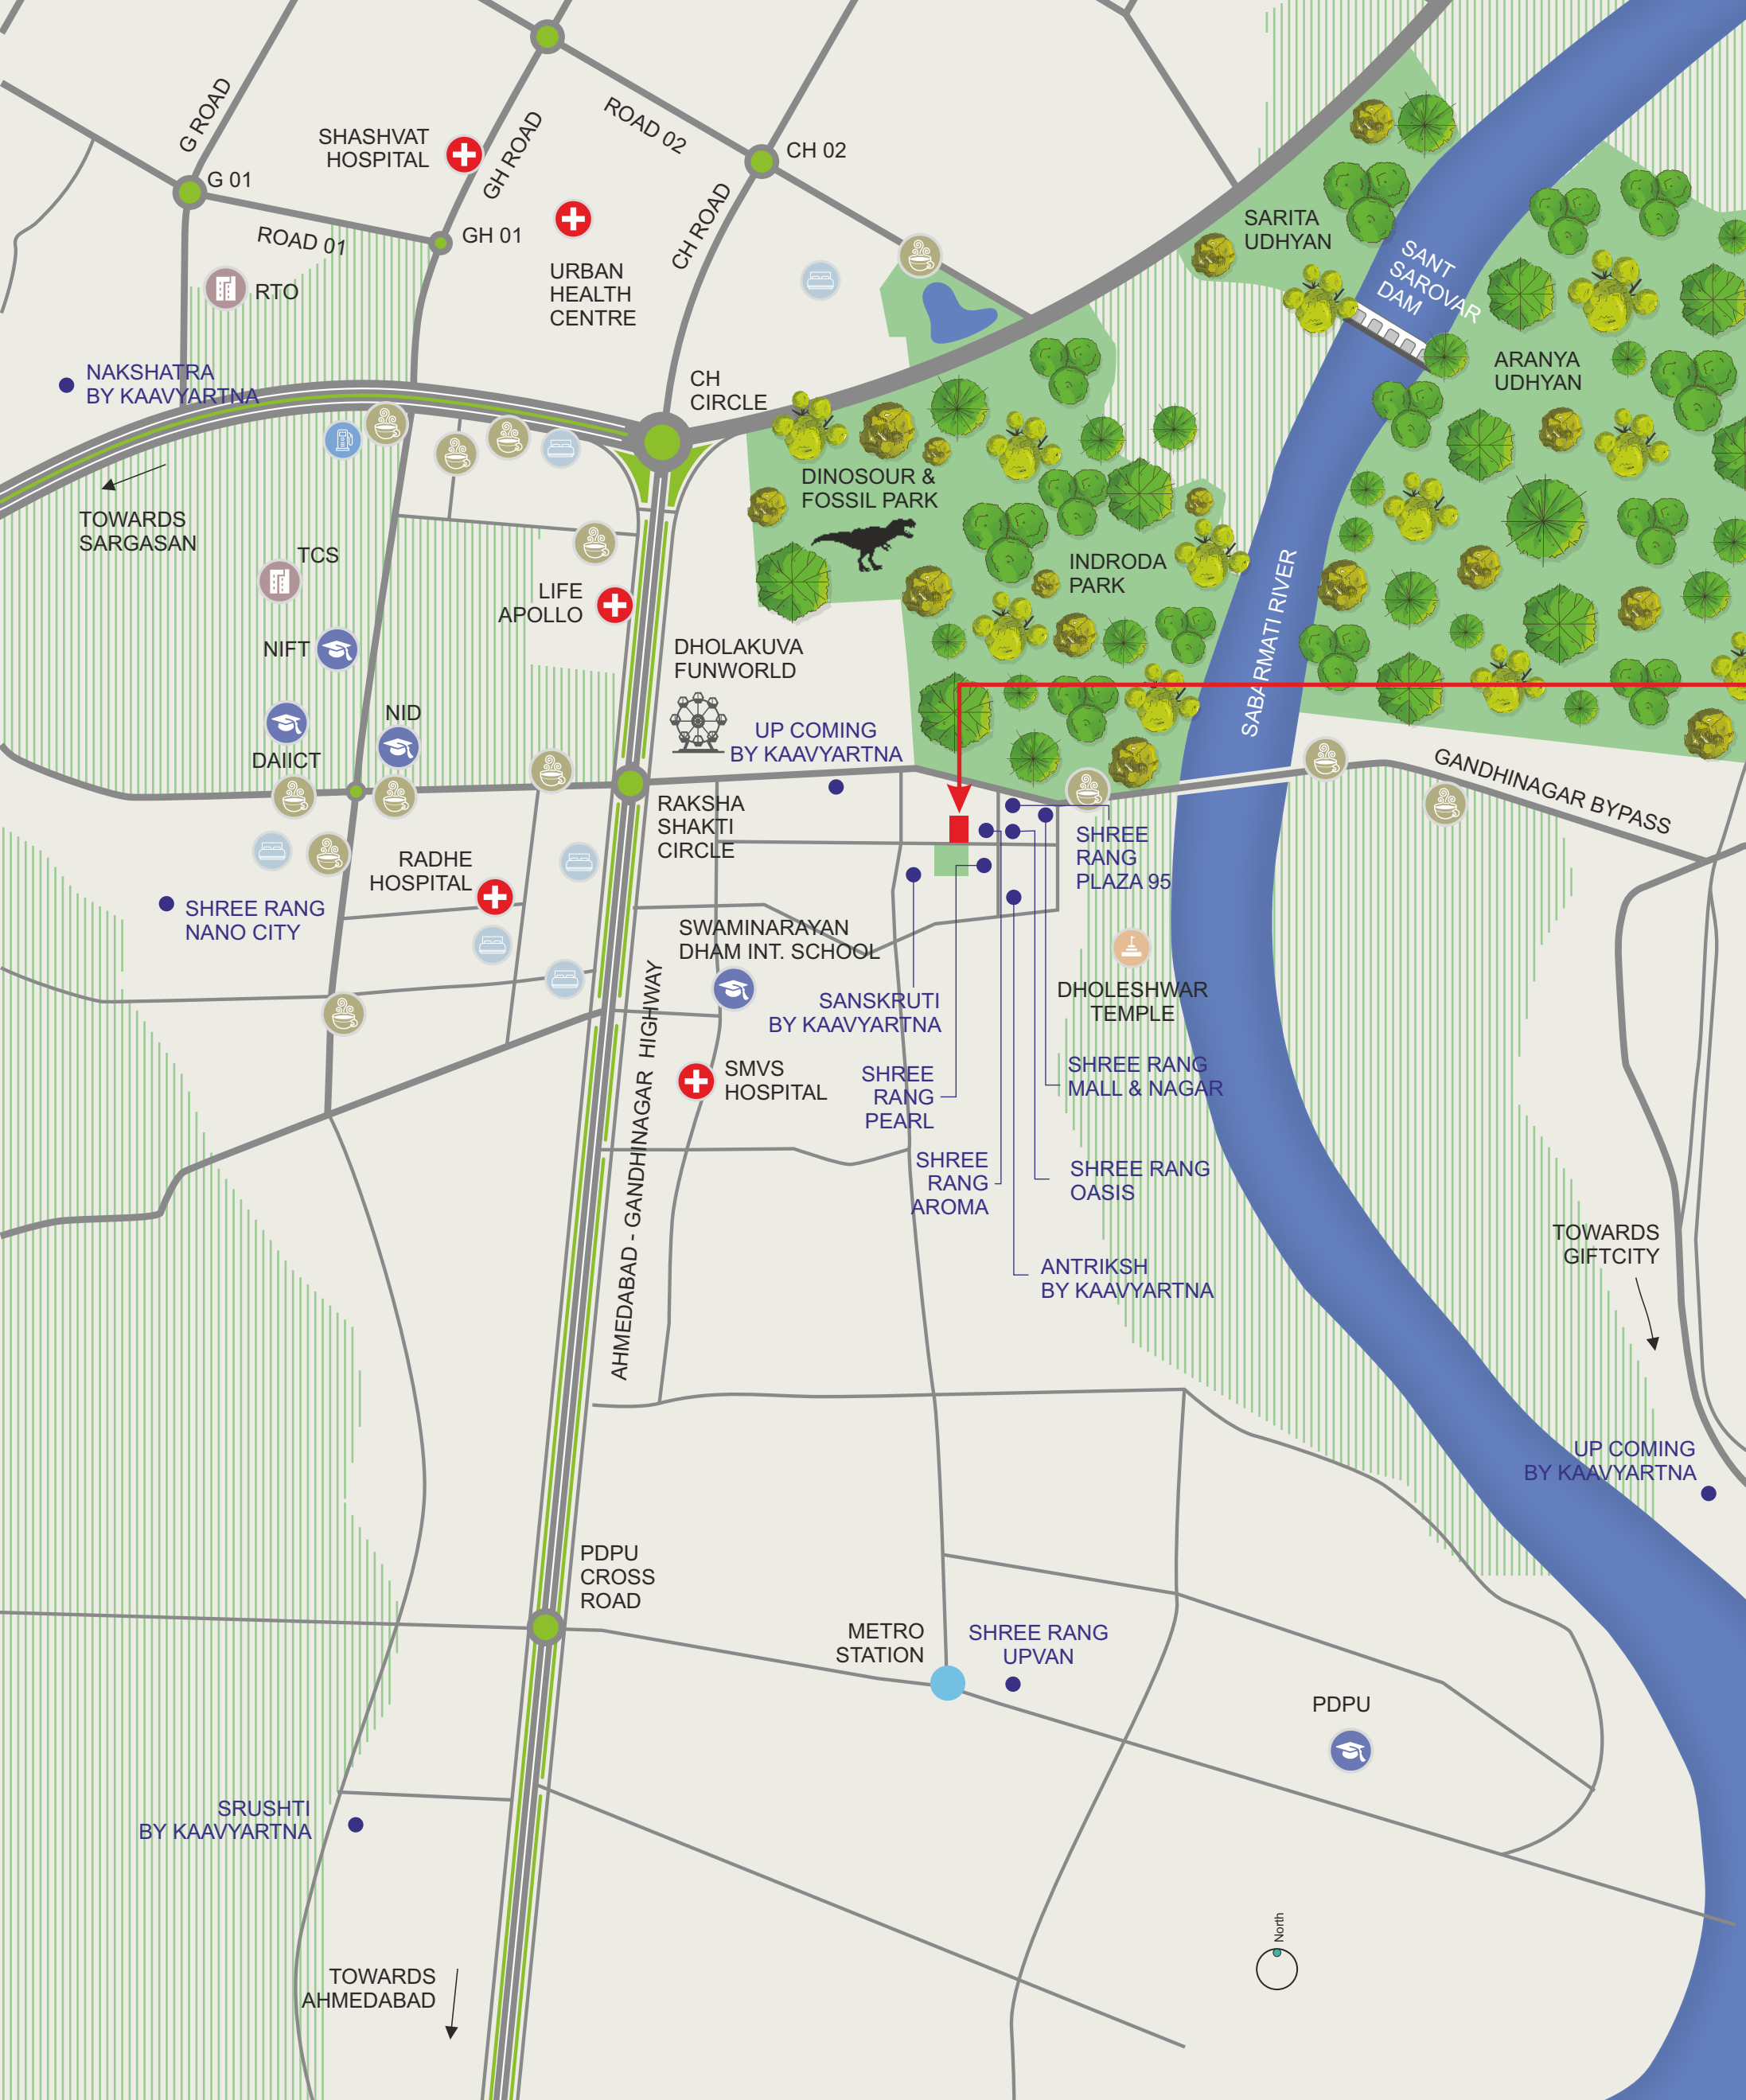 G ROAD
SHASHVAT
HOSPITAL
GH ROAD
ROAD 02
CH 02
G 01
ROAD 01
GH 01
CH ROAD
RTO
URBAN
HEALTH
CENTRE
SARITA
UDHYAN
SANT
SAROVAR
DAM
ARANYA
UDHYAN
NAKSHATRA
BY KAAVYARTNA
CH
CIRCLE
DINOSOUR &
FOSSIL PARK
TOWARDS
SARGASAN
TCS
INDRODA
PARK
LIFE
APOLLO
NIFT
DHOLAKUVA
FUNWORLD
SABARMATI RIVER
NID
DAIICT
UP COMING
BY KAAVYARTNA
GANDHINAGAR BYPASS
RAKSHA
SHAKTI
CIRCLE
SHREE
RANG
PLAZA 95
RADHE
HOSPITAL
SHREE RANG
NANO CITY
SWAMINARAYAN
DHAM INT. SCHOOL
DHOLESHWAR
TEMPLE
SANSKRUTI
BY KAAVYARTNA
AHMEDABAD - GANDHINAGAR HIGHWAY
SMVS
HOSPITAL
SHREE
RANG
PEARL
SHREE RANG
MALL & NAGAR
SHREE
RANG
AROMA
SHREE RANG
OASIS
TOWARDS
GIFTCITY
ANTRIKSH
BY KAAVYARTNA
UP COMING
BY KAAVYARTNA
PDPU
CROSS
ROAD
METRO
STATION
SHREE RANG
UPVAN
PDPU
SRUSHTI
BY KAAVYARTNA
North
TOWARDS
AHMEDABAD